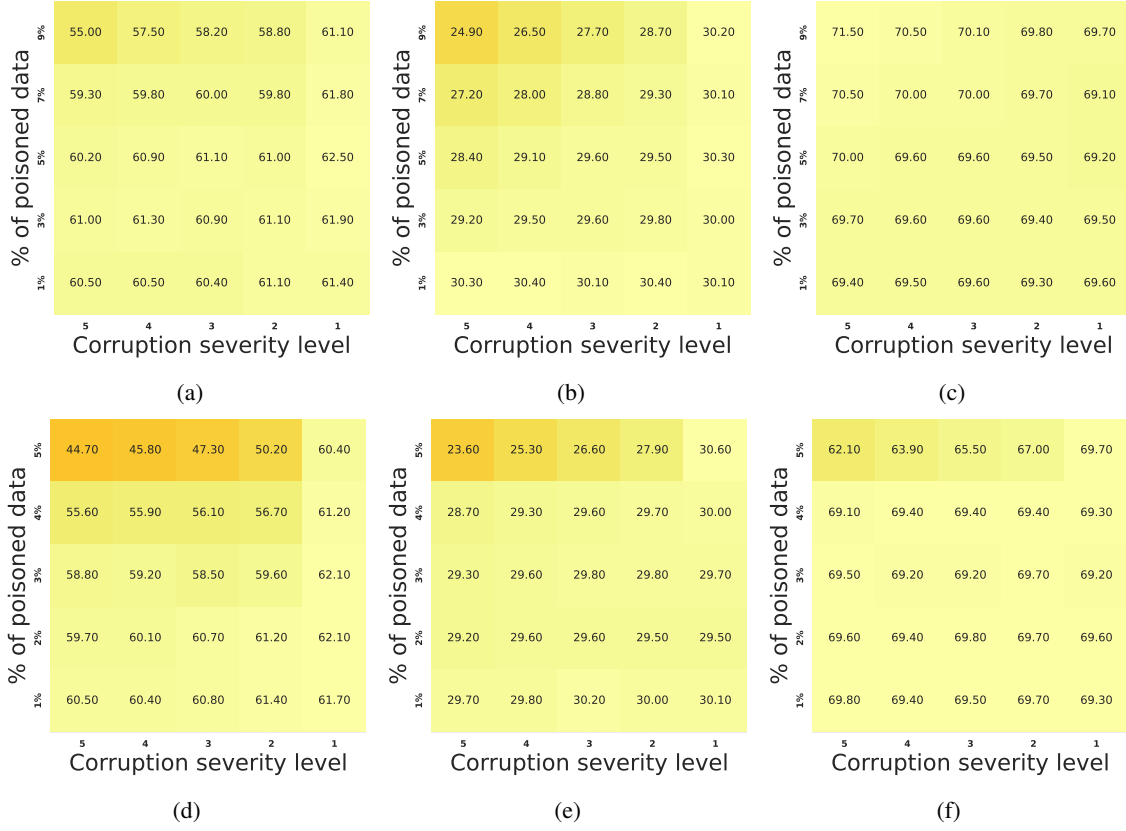 % of poisoned data
9% 55.00 57.50 58.20 58.80 61.10
7% 59.30 59.80 60.00 59.80 61.80
5% 60.20 60.90 61.10 61.00 62.50
3% 61.00 61.30 60.90 61.10 61.90
1% 60.50 60.50 60.40 61.10 61.40
5 4 3 2 1
Corruption severity level
(a)
% of poisoned data
9% 24.90 26.50 27.70 28.70 30.20
7% 27.20 28.00 28.80 29.30 30.10
5% 28.40 29.10 29.60 29.50 30.30
3% 29.20 29.50 29.60 29.80 30.00
1% 30.30 30.40 30.10 30.40 30.10
5 4 3 2 1
Corruption severity level
(b)
% of poisoned data
9% 71.50 70.50 70.10 69.80 69.70
7% 70.50 70.00 70.00 69.70 69.10
5% 70.00 69.60 69.60 69.50 69.20
3% 69.70 69.60 69.60 69.40 69.50
1% 69.40 69.50 69.60 69.30 69.60
5 4 3 2 1
Corruption severity level
(c)
% of poisoned data
5% 44.70 45.80 47.30 50.20 60.40
4% 55.60 55.90 56.10 56.70 61.20
3% 58.80 59.20 58.50 59.60 62.10
2% 59.70 60.10 60.70 61.20 62.10
1% 60.50 60.40 60.80 61.40 61.70
5 4 3 2 1
Corruption severity level
(d)
% of poisoned data
5% 23.60 25.30 26.60 27.90 30.60
4% 28.70 29.30 29.60 29.70 30.00
3% 29.30 29.60 29.80 29.80 29.70
2% 29.20 29.60 29.60 29.50 29.50
1% 29.70 29.80 30.20 30.00 30.10
5 4 3 2 1
Corruption severity level
(e)
% of poisoned data
5% 62.10 63.90 65.50 67.00 69.70
4% 69.10 69.40 69.40 69.40 69.30
3% 69.50 69.20 69.20 69.70 69.20
2% 69.60 69.40 69.80 69.70 69.60
1% 69.80 69.40 69.50 69.70 69.30
5 4 3 2 1
Corruption severity level
(f)